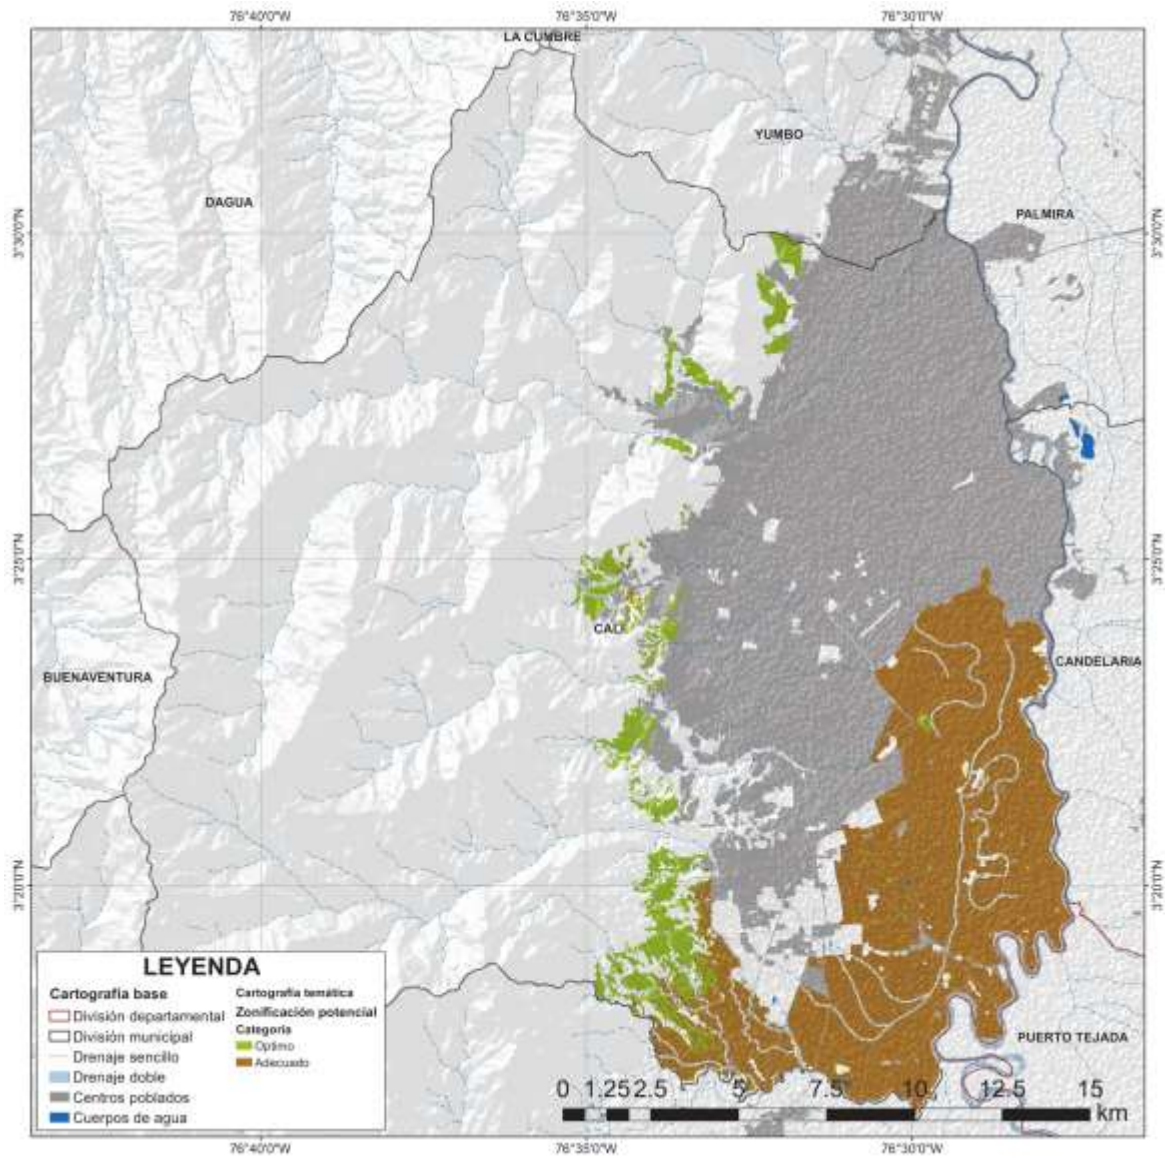 76°40'0"W 76°35'0"W 76°30'0"W
LA CUMBRE
YUMBO
DAGUA
PALMIRA
3°30'0"N 3°30'0"N
3°25'0"N 3°25'0"N
CALI
BUENAVENTURA
CANDELARIA
3°20'0"N 3°20'0"N
PUERTO TEJADA
LEYENDA
Cartografía base
División departamental
División municipal
Drenaje sencillo
Drenaje doble
Centros poblados
Cuerpos de agua
Cartografía temática
Zonificación potencial
Categoría
Optimo
Adecuado
0 1.25 2.5 5 7.5 10 12.5 15
km
76°40'0"W 76°35'0"W 76°30'0"W